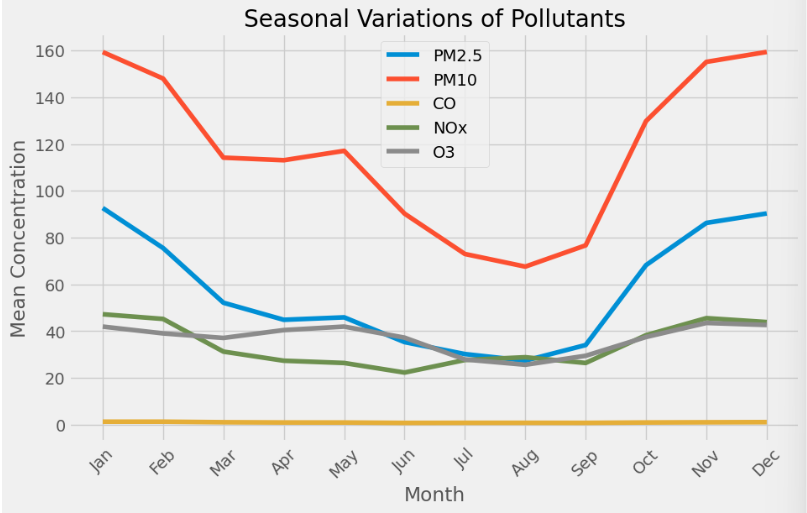 Seasonal Variations of Pollutants
PM2.5
PM10
CO
NOx
O3
Mean Concentration
160
140
120
100
80
60
40
20
0
Jan
Feb
Mar
Apr
May
Jun
Jul
Aug
Sep
Oct
Nov
Dec
Month